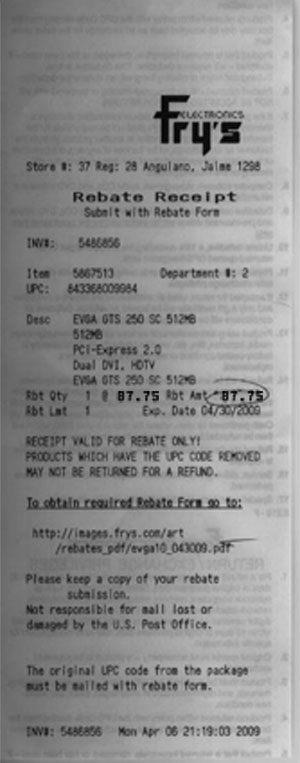 Fry's
ELECTRONICS
Store #: 37 Reg: 28 Anguiano, Jaime 1298
Rebate Receipt
Submit with Rebate Form
INV#: 5486856
Item 5867513 Department #: 2
UPC: 843368009984
Desc EVGA GTS 250 SC 512MB
512MB
PCi-Express 2.0
Dual DVI, HDTV
EVGA GTS 250 SC 512MB
Rbt Qty 1 @ 87.75 Rbt Amt *87.75
Rbt Lmt 1 Exp. Date 04/30/2009
RECEIPT VALID FOR REBATE ONLY!
PRODUCTS WHICH HAVE THE UPC CODE REMOVED
MAY NOT BE RETURNED FOR A REFUND.
To obtain required Rebate Form go to:
http://images.frys.com/art
/rebates_pdf/evga10_043009.pdf
Please keep a copy of your rebate
submission.
Not responsible for mail lost or
damaged by the U.S. Post Office.
The original UPC code from the package
must be mailed with rebate form.
INV#: 5486856 Mon Apr 06 21:19:03 2009